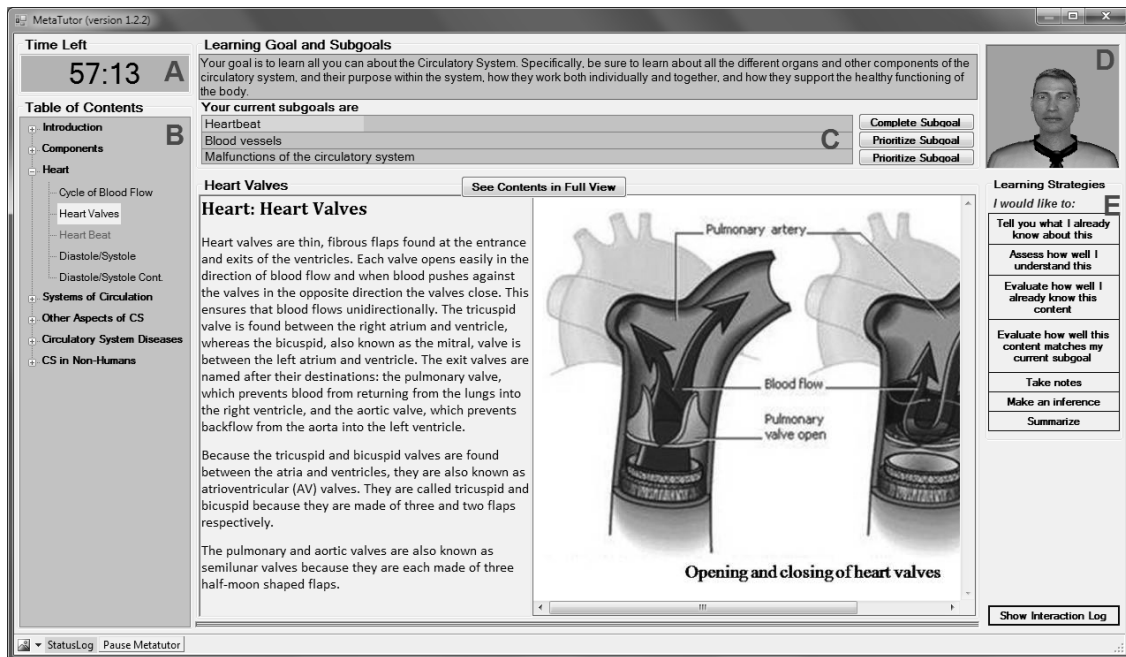 MetaTutor (version 1.2.2)
Time Left
57:13 A
Table of Contents
B
Introduction
Components
Heart
Cycle of Blood Flow
Heart Valves
Heart Beat
Diastole/Systole
Diastole/Systole Cont.
Systems of Circulation
Other Aspects of CS
Circulatory System Diseases
CS in Non-Humans
Learning Goal and Subgoals
Your goal is to learn all you can about the Circulatory System. Specifically, be sure to learn about all the different organs and other components of the
circulatory system, and their purpose within the system, how they work both individually and together, and how they support the healthy functioning of
the body.
Your current subgoals are
Heartbeat
Blood vessels
Malfunctions of the circulatory system
C
Complete Subgoal
Prioritize Subgoal
Prioritize Subgoal
Heart Valves
See Contents in Full View
Heart: Heart Valves
Heart valves are thin, fibrous flaps found at the entrance
and exits of the ventricles. Each valve opens easily in the
direction of blood flow and when blood pushes against
the valves in the opposite direction the valves close. This
ensures that blood flows unidirectionally. The tricuspid
valve is found between the right atrium and ventricle,
whereas the bicuspid, also known as the mitral, valve is
between the left atrium and ventricle. The exit valves are
named after their destinations: the pulmonary valve,
which prevents blood from returning from the lungs into
the right ventricle, and the aortic valve, which prevents
backflow from the aorta into the left ventricle.
Because the tricuspid and bicuspid valves are found
between the atria and ventricles, they are also known as
atrioventricular (AV) valves. They are called tricuspid and
bicuspid because they are made of three and two flaps
respectively.
The pulmonary and aortic valves are also known as
semilunar valves because they are each made of three
half-moon shaped flaps.
Pulmonary artery
Blood flow
Pulmonary
valve open
Opening and closing of heart valves
D
Learning Strategies
I would like to:
E
Tell you what I already
know about this
Assess how well I
understand this
Evaluate how well I
already know this
content
Evaluate how well this
content matches my
current subgoal
Take notes
Make an inference
Summarize
Show Interaction Log
StatusLog
Pause Metatutor